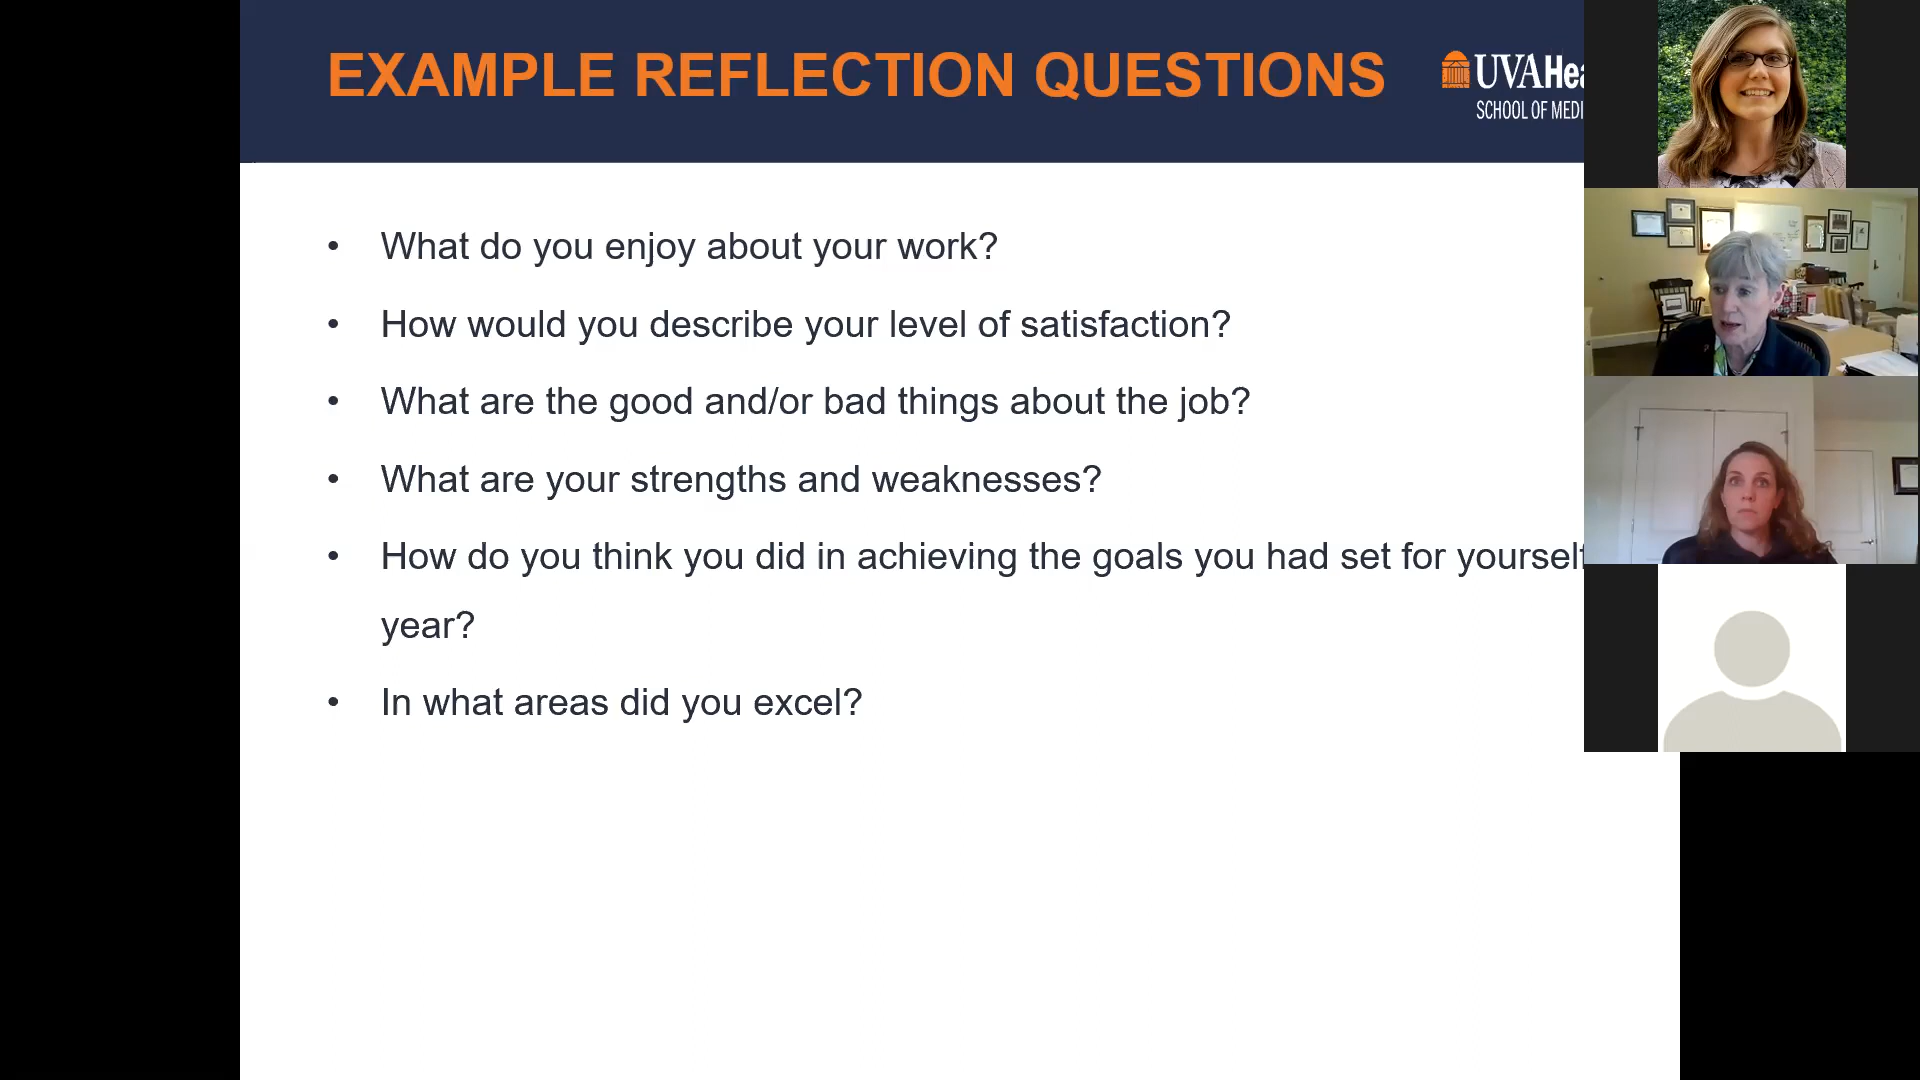 EXAMPLE REFLECTION QUESTIONS
UVAHea
SCHOOL OF MEDI
• What do you enjoy about your work?
• How would you describe your level of satisfaction?
• What are the good and/or bad things about the job?
• What are your strengths and weaknesses?
• How do you think you did in achieving the goals you had set for yourself
year?
• In what areas did you excel?